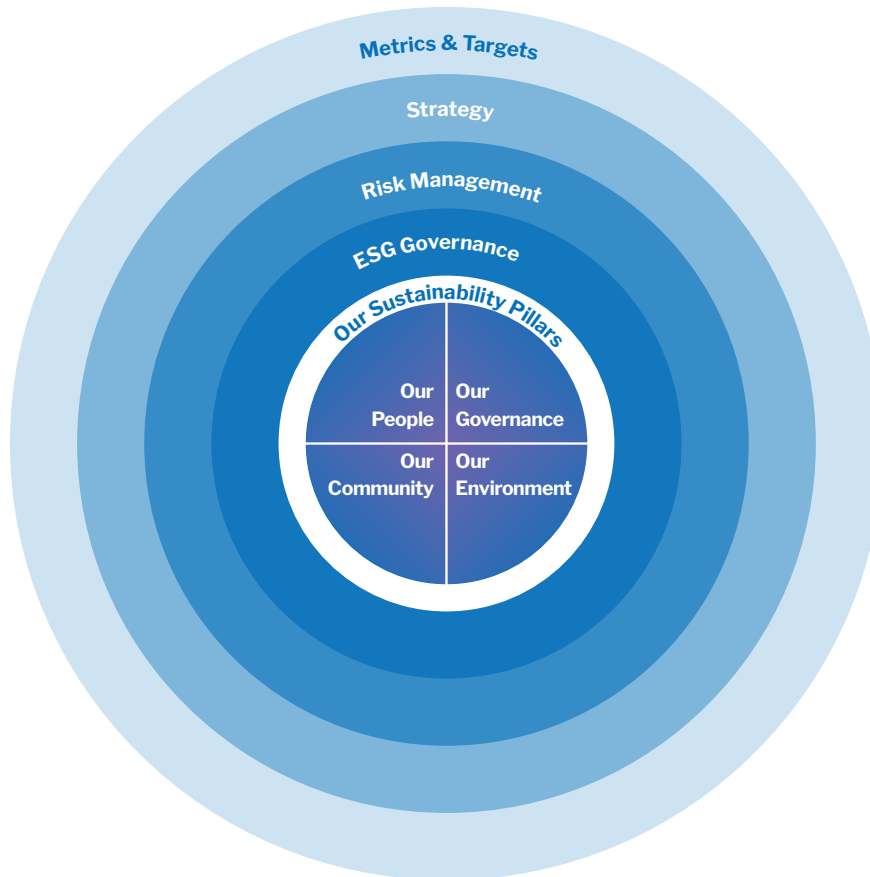 Metrics & Targets
Strategy
Risk Management
ESG Governance
Our Sustainability Pillars
Our
People
Our
Governance
Our
Community
Our
Environment